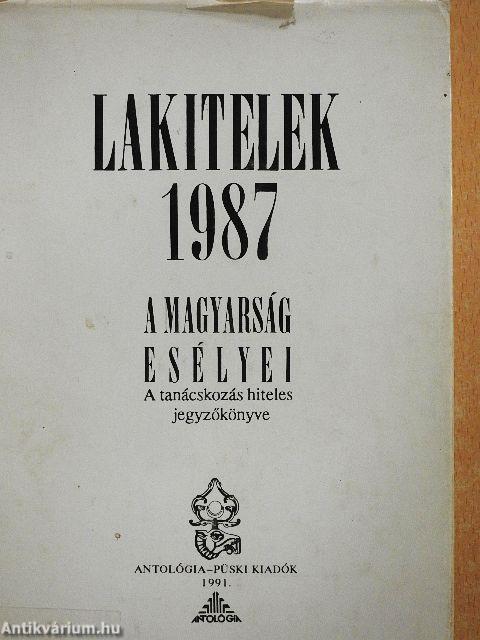 LAKITELEK
1987
A MAGYARSÁG
ESÉLYEI
A tanácskozás hiteles
jegyzőkönyve
ANTOLÓGIA–PÜSKI KIADÓK
1991.
ANTOLÓGIA
Antikvárium.hu